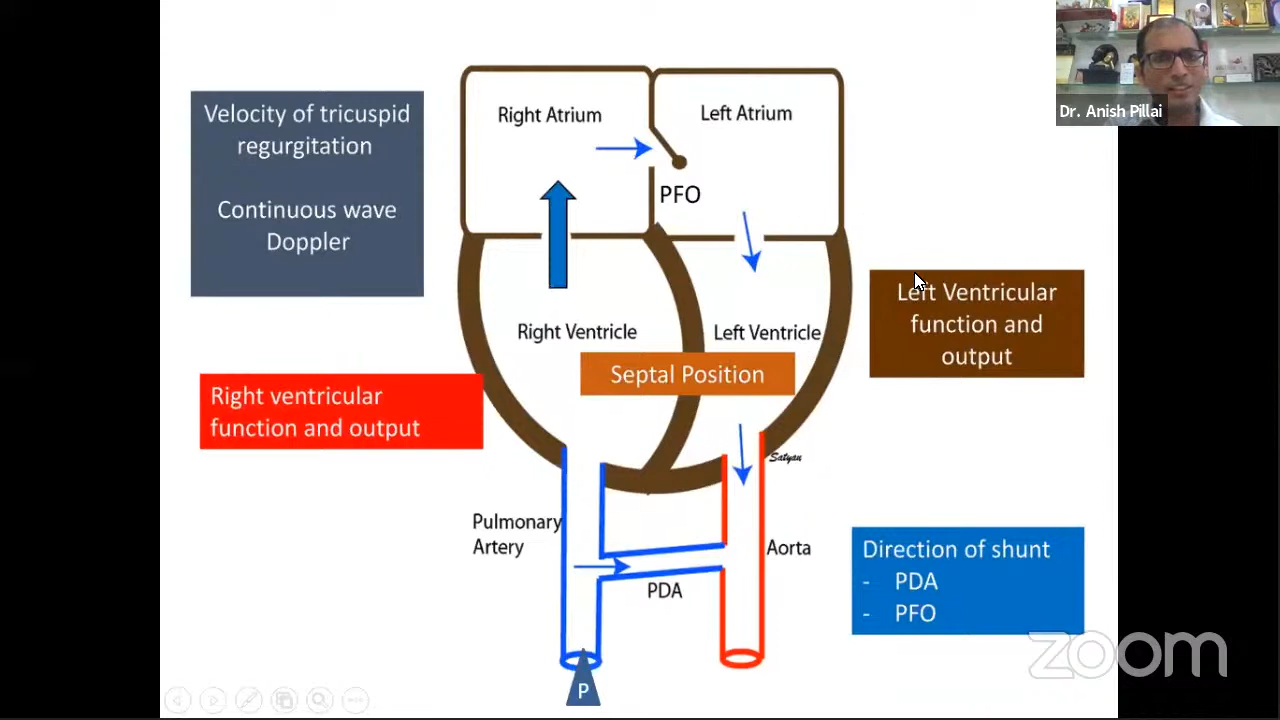 Dr. Anish Pillai
Velocity of tricuspid
regurgitation
Continuous wave
Doppler
Right Atrium
Left Atrium
PFO
Right Ventricle
Left Ventricle
Septal Position
Left Ventricular
function and
output
Right ventricular
function and output
Satyan
Pulmonary
Artery
PDA
Aorta
Direction of shunt
- PDA
- PFO
P
zoom